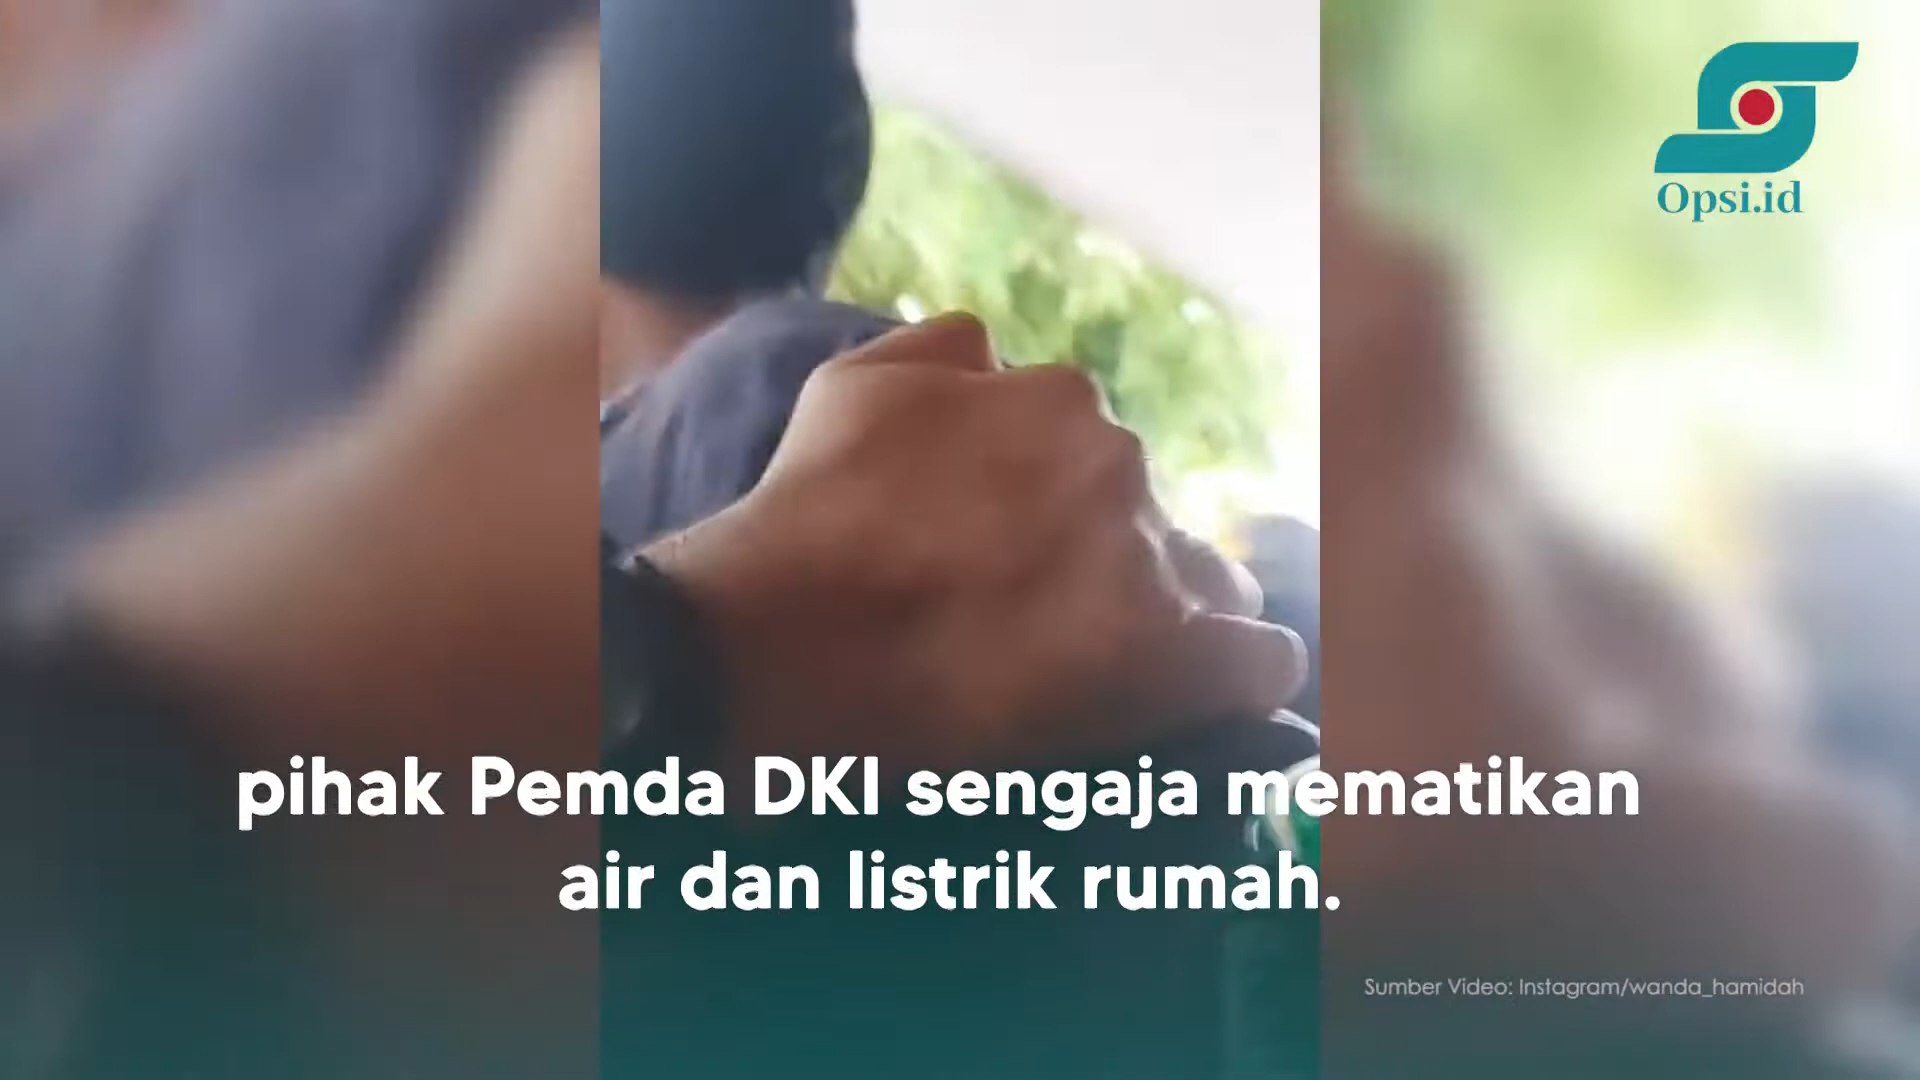 Opsi.id
pihak Pemda DKI sengaja mematikan
air dan listrik rumah.
Sumber Video: Instagram/wanda_hamidah